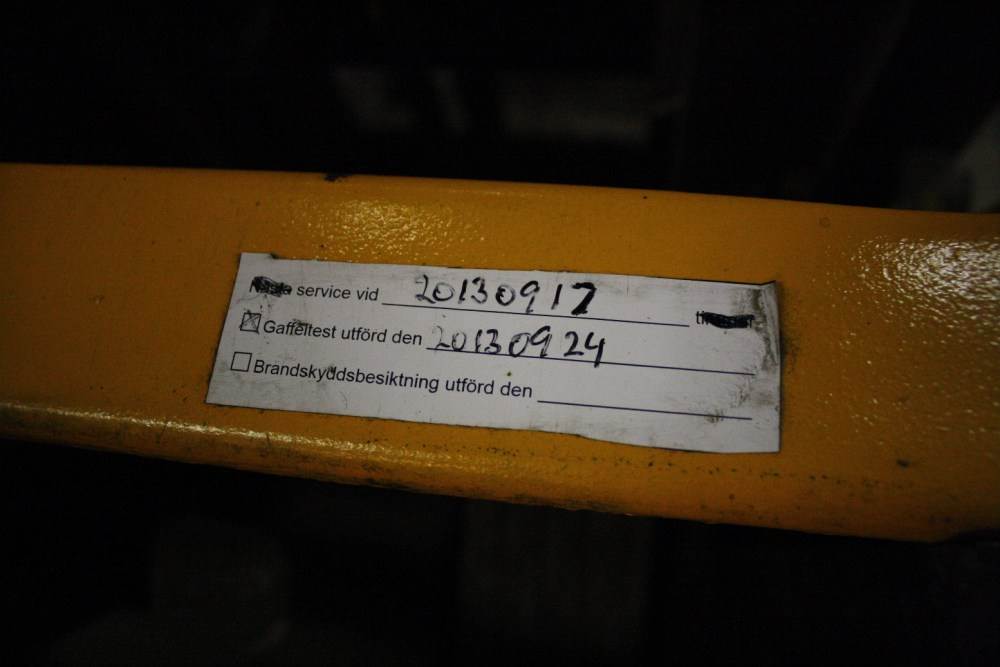 service vid 20130917
Gaffeltest utförd den 20130924
Brandskyddsbesiktning utförd den